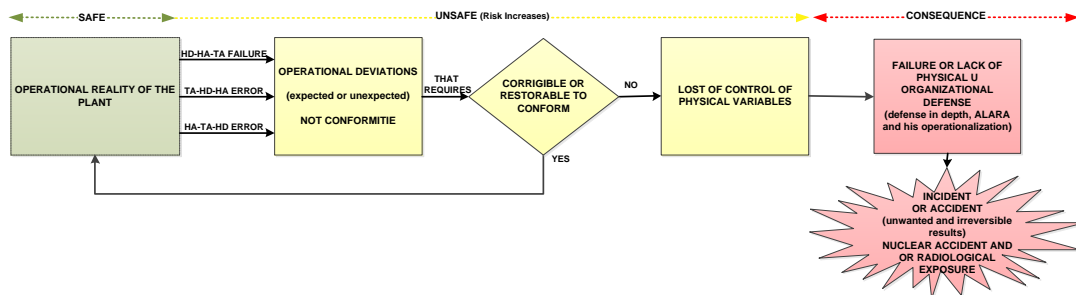 SAFE
UNSAFE (Risk Increases)
CONSEQUENCE
OPERATIONAL REALITY OF THE
PLANT
HD-HA-TA FAILURE
TA-HD-HA ERROR
HA-TA-HD ERROR
OPERATIONAL DEVIATIONS
(expected or unexpected)
NOT CONFORMITIE
THAT
REQUIRES
CORRIGIBLE OR
RESTORABLE TO
CONFORM
NO
YES
LOST OF CONTROL OF
PHYSICAL VARIABLES
FAILURE OR LACK OF
PHYSICAL U
ORGANIZATIONAL
DEFENSE
(defense in depth, ALARA
and his operationalization)
INCIDENT
OR ACCIDENT
(unwanted and irreversible
results)
NUCLEAR ACCIDENT AND
OR RADIOLOGICAL
EXPOSURE